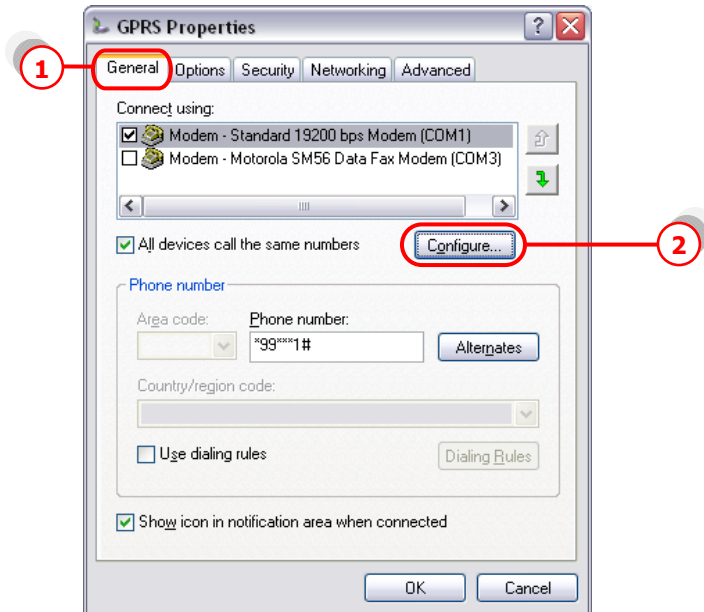 GPRS Properties
1
General Options Security Networking Advanced
Connect using:
Modem - Standard 19200 bps Modem (COM1)
Modem - Motorola SM56 Data Fax Modem (COM3)
All devices call the same numbers
Configure...
2
Phone number
Area code: Phone number:
*99***1#
Alternates
Country/region code:
Use dialing rules
Dialing Rules
Show icon in notification area when connected
OK Cancel